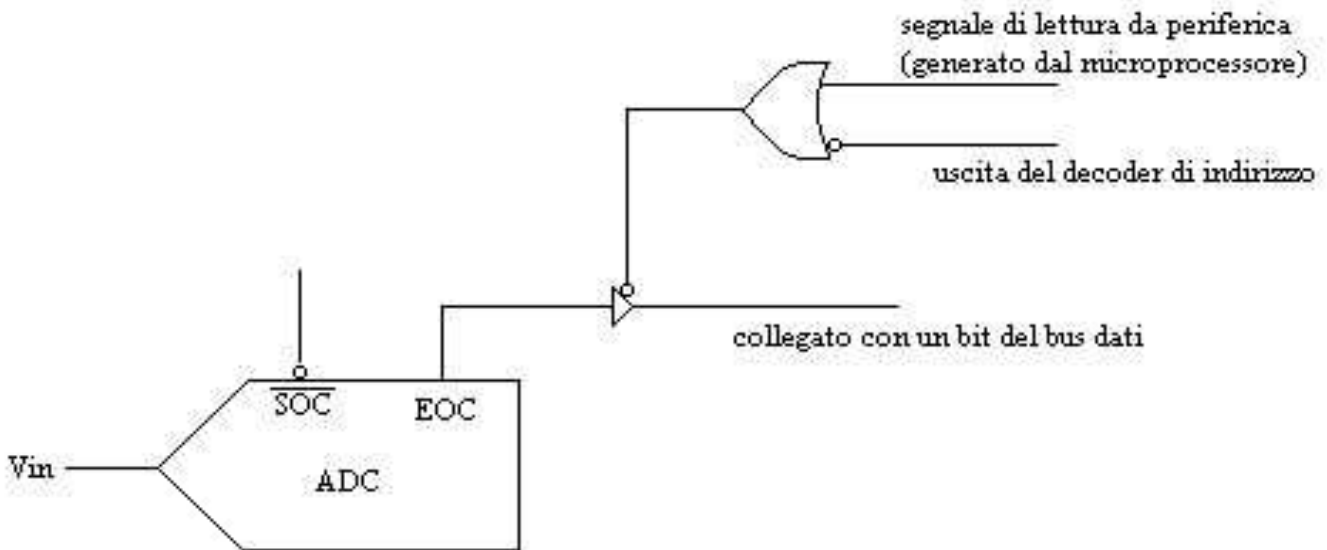 segnale di lettura da periferica
(generato dal microprocessore)
uscita del decoder di indirizzo
collegato con un bit del bus dati
SOC
EOC
Vin
ADC